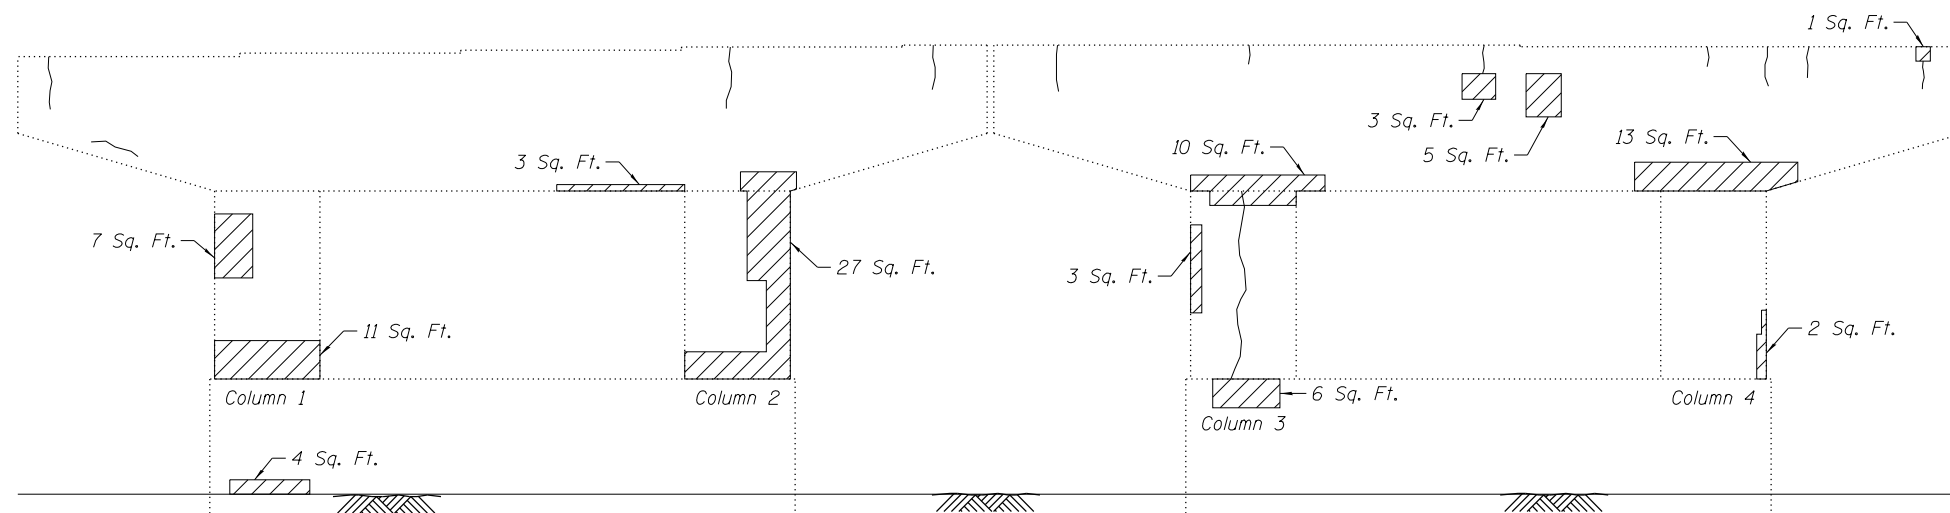 1 Sq. Ft.
3 Sq. Ft.
5 Sq. Ft.
13 Sq. Ft.
10 Sq. Ft.
3 Sq. Ft.
7 Sq. Ft.
27 Sq. Ft.
3 Sq. Ft.
11 Sq. Ft.
2 Sq. Ft.
6 Sq. Ft.
Column 1
Column 2
Column 3
Column 4
4 Sq. Ft.